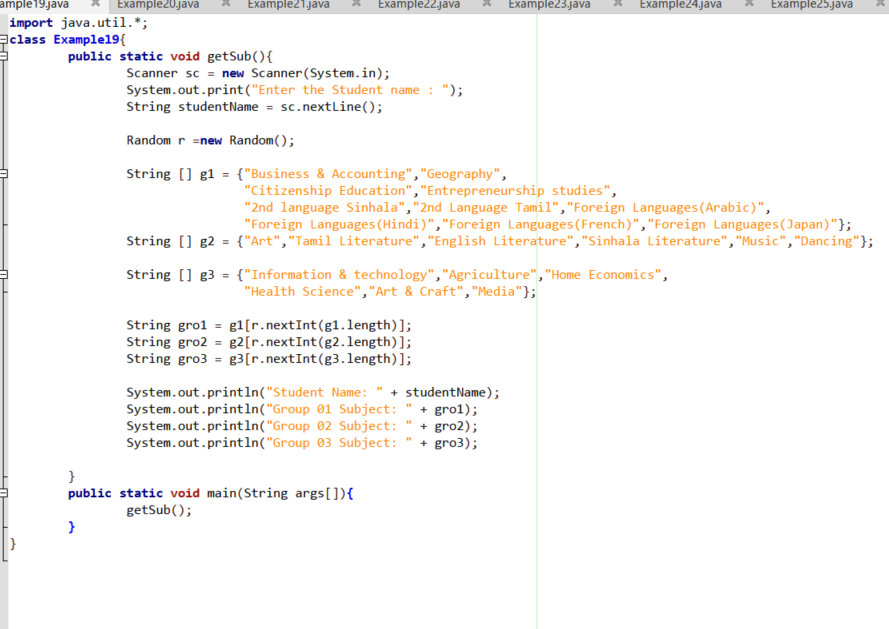 ample19.java Example20.java Example21.java Example22.java Example23.java Example24.java Example25.java
import java.util.*;
class Example19{
public static void getSub(){
Scanner sc = new Scanner(System.in);
System.out.print("Enter the Student name : ");
String studentName = sc.nextLine();
Random r =new Random();
String [] g1 = {"Business & Accounting","Geography",
"Citizenship Education","Entrepreneurship studies",
"2nd language Sinhala","2nd Language Tamil","Foreign Languages(Arabic)",
"Foreign Languages(Hindi)","Foreign Languages(French)","Foreign Languages(Japan)"};
String [] g2 = {"Art","Tamil Literature","English Literature","Sinhala Literature","Music","Dancing"};
String [] g3 = {"Information & technology","Agriculture","Home Economics",
"Health Science","Art & Craft","Media"};
String gro1 = g1[r.nextInt(g1.length)];
String gro2 = g2[r.nextInt(g2.length)];
String gro3 = g3[r.nextInt(g3.length)];
System.out.println("Student Name: " + studentName);
System.out.println("Group 01 Subject: " + gro1);
System.out.println("Group 02 Subject: " + gro2);
System.out.println("Group 03 Subject: " + gro3);
}
public static void main(String args[]){
getSub();
}
}